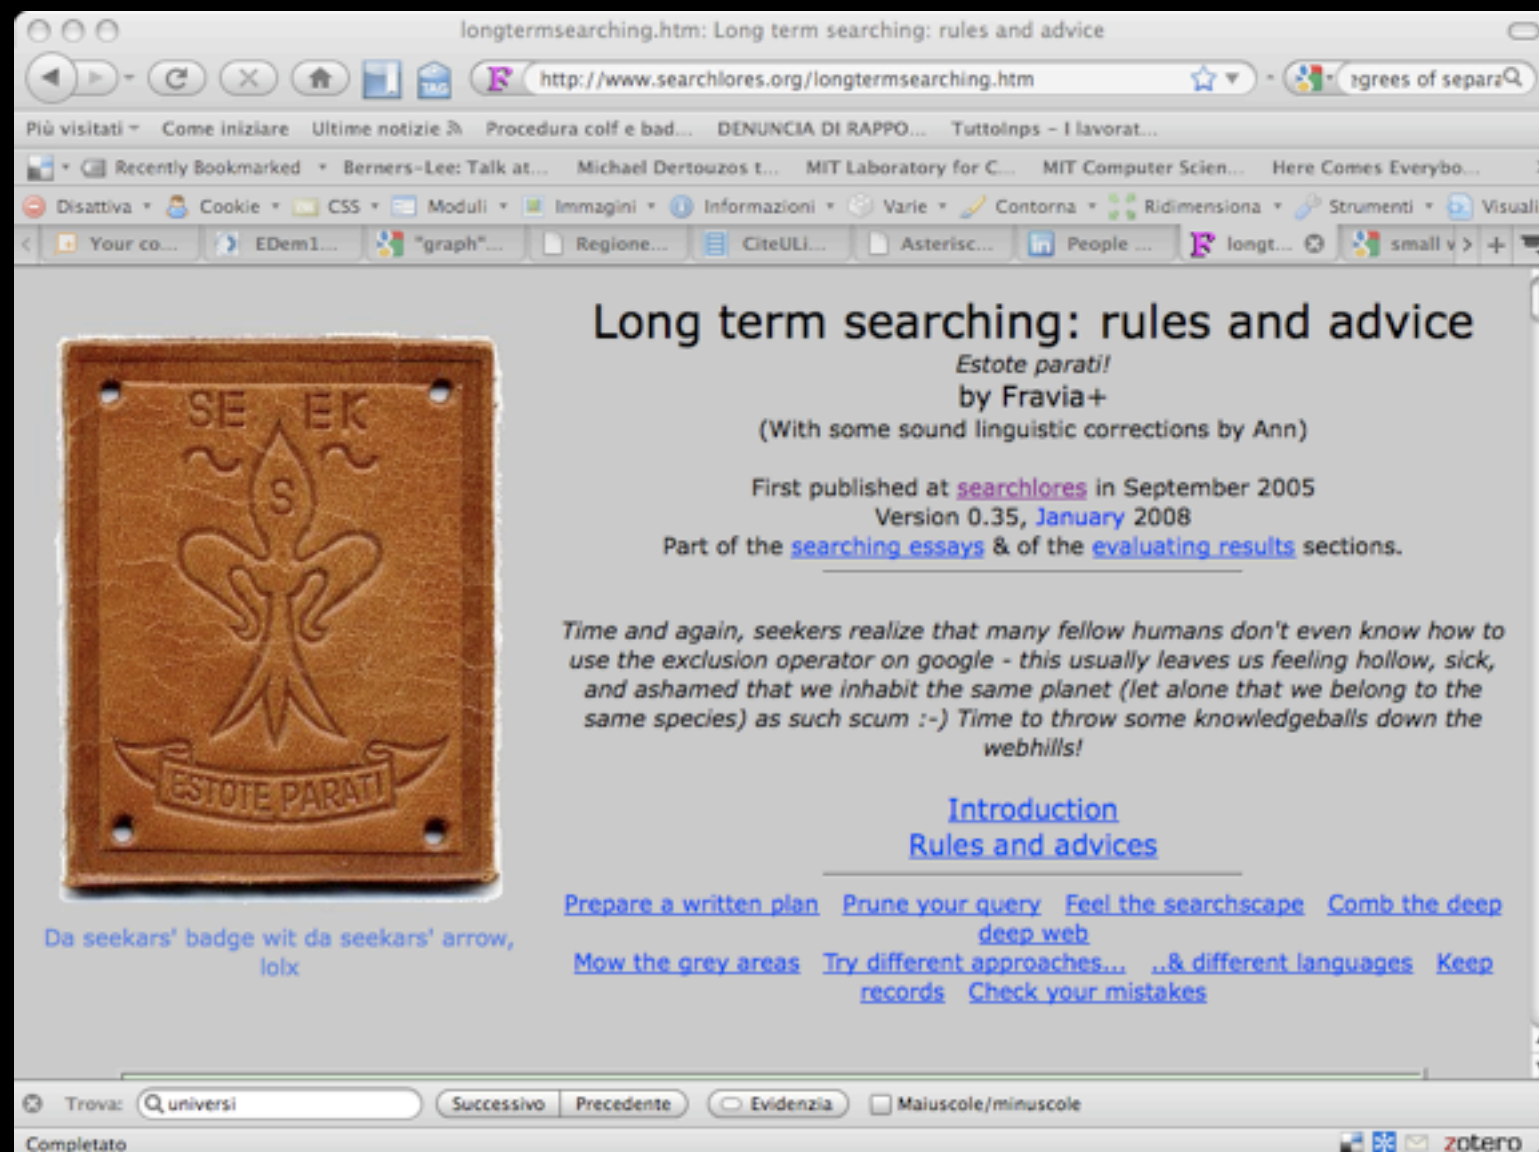 longtermsearching.htm: Long term searching: rules and advice
http://www.searchlores.org/longtermsearching.htm
egrees of separa
TAG
Più visitati Come iniziare Ultime notizie Procedura colf e bad... DENUNCIA DI RAPPO... TuttoInps – I lavorat...
Recently Bookmarked Berners-Lee: Talk at... Michael Dertouzos t... MIT Laboratory for C... MIT Computer Scien... Here Comes Everybo...
Disattiva Cookie CSS Moduli Immagini Informazioni Varie Contorna Ridimensiona Strumenti Visuali
Your co... EDem1... "graph"... Regione... CiteULi... Asterisc... People ... longt... small v
Long term searching: rules and advice
Estote parati!
by Fravia+
(With some sound linguistic corrections by Ann)
First published at searchlores in September 2005
Version 0.35, January 2008
Part of the searching essays & of the evaluating results sections.
Time and again, seekers realize that many fellow humans don't even know how to
use the exclusion operator on google - this usually leaves us feeling hollow, sick,
and ashamed that we inhabit the same planet (let alone that we belong to the
same species) as such scum :-) Time to throw some knowledgeballs down the
webhills!
Introduction
Rules and advices
Prepare a written plan Prune your query Feel the searchscape Comb the deep
deep web
Mow the grey areas Try different approaches... ..& different languages Keep
records Check your mistakes
SE EK
S
ESTOTE PARATI
Da seekars' badge wit da seekars' arrow,
lolx
Trova: universi Successivo Precedente Evidenzia Maiuscole/minuscole
Completato zotero